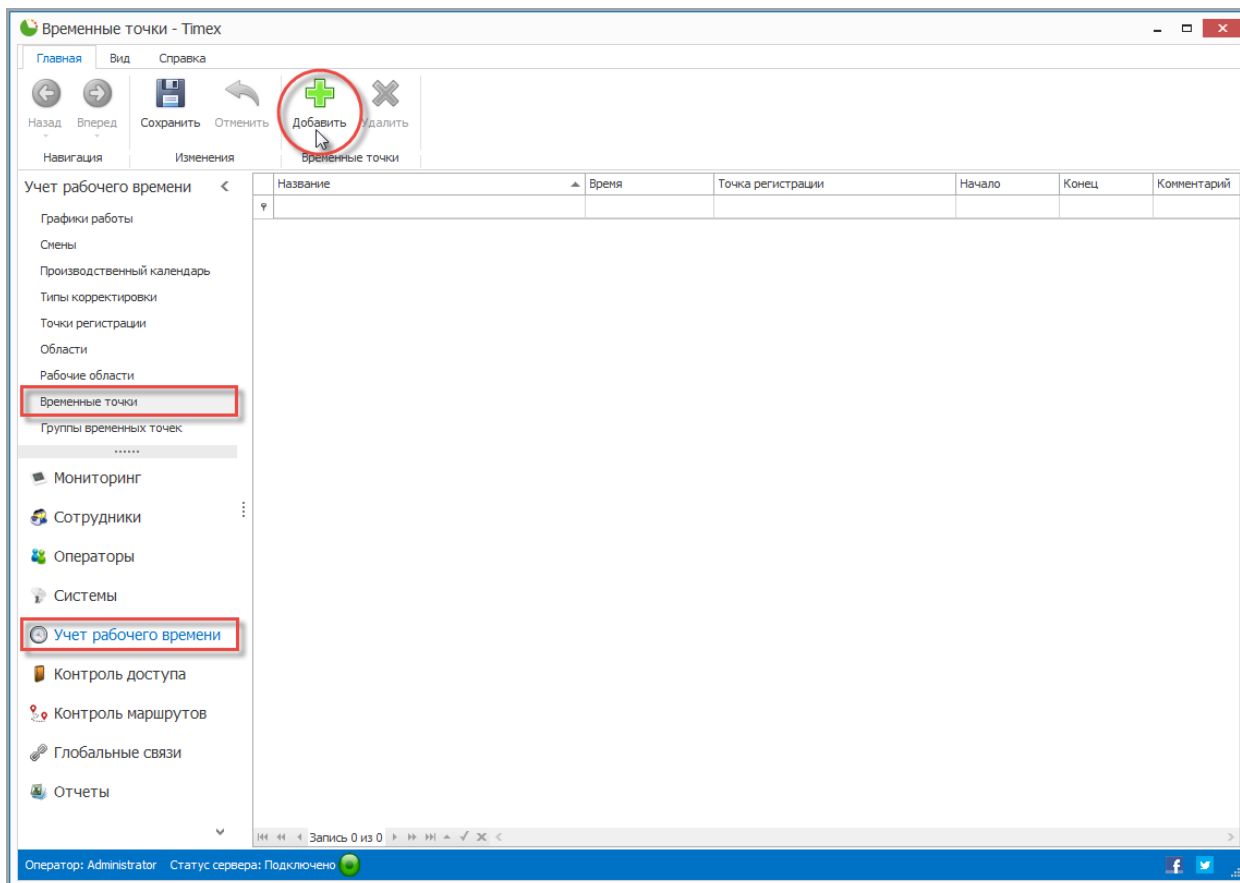 Временные точки - Timex
Главная Вид Справка
Назад Вперед Сохранить Отменить Добавить Удалить
Навигация Изменения Временные точки
Учет рабочего времени
Название Время Точка регистрации Начало Конец Комментарий
Графики работы
Смены
Производственный календарь
Типы корректировки
Точки регистрации
Области
Рабочие области
Временные точки
Группы временных точек
Мониторинг
Сотрудники
Операторы
Системы
Учет рабочего времени
Контроль доступа
Контроль маршрутов
Глобальные связи
Отчеты
Запись 0 из 0
Оператор: Administrator Статус сервера: Подключено